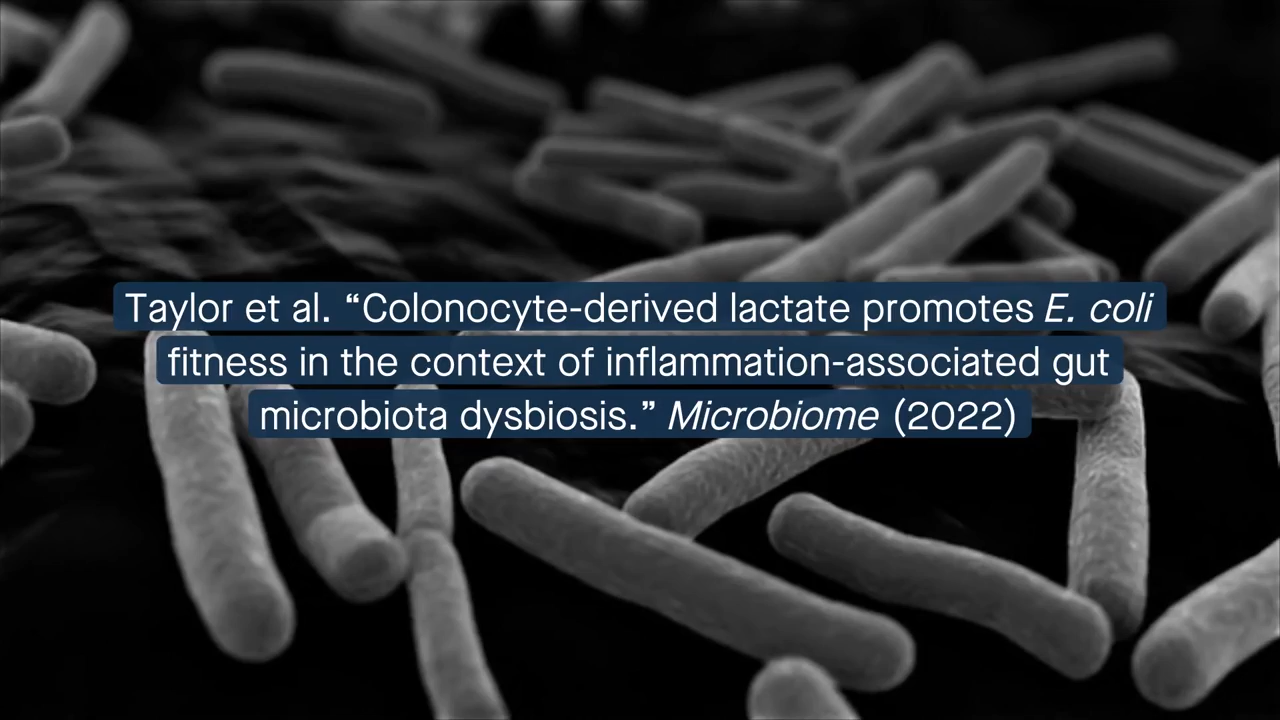 Taylor et al. “Colonocyte-derived lactate promotes E. coli
fitness in the context of inflammation-associated gut
microbiota dysbiosis.” Microbiome (2022)